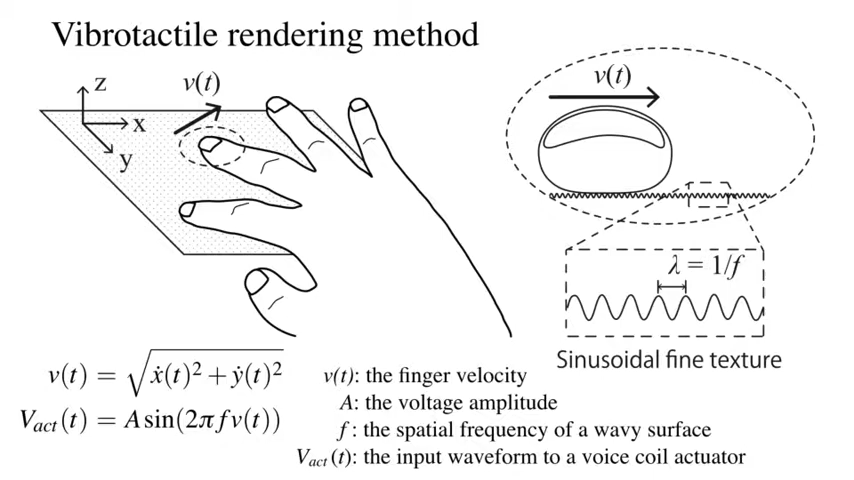 Vibrotactile rendering method
z
x
y
v(t)
v(t)
λ = 1/f
Sinusoidal fine texture
v(t) = √(ẋ(t)² + ẏ(t)²)
V_act(t) = A sin(2πfv(t))
v(t): the finger velocity
A: the voltage amplitude
f: the spatial frequency of a wavy surface
V_act(t): the input waveform to a voice coil actuator